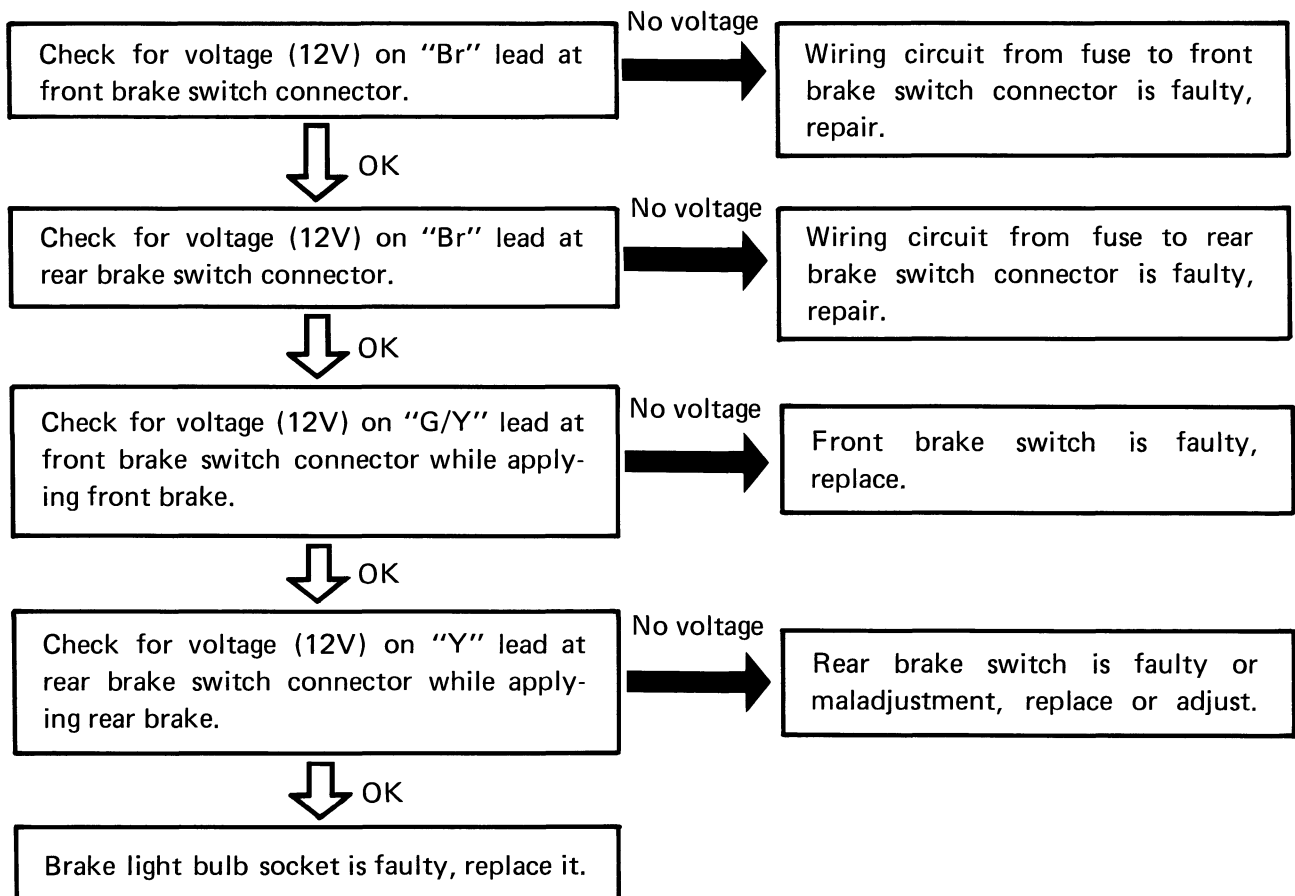 No voltage
Check for voltage (12V) on “Br” lead at
front brake switch connector.
Wiring circuit from fuse to front
brake switch connector is faulty,
repair.
OK
No voltage
Check for voltage (12V) on “Br” lead at
rear brake switch connector.
Wiring circuit from fuse to rear
brake switch connector is faulty,
repair.
OK
No voltage
Check for voltage (12V) on “G/Y” lead at
front brake switch connector while apply-
ing front brake.
Front brake switch is faulty,
replace.
OK
No voltage
Check for voltage (12V) on “Y” lead at
rear brake switch connector while apply-
ing rear brake.
Rear brake switch is faulty or
maladjustment, replace or adjust.
OK
Brake light bulb socket is faulty, replace it.